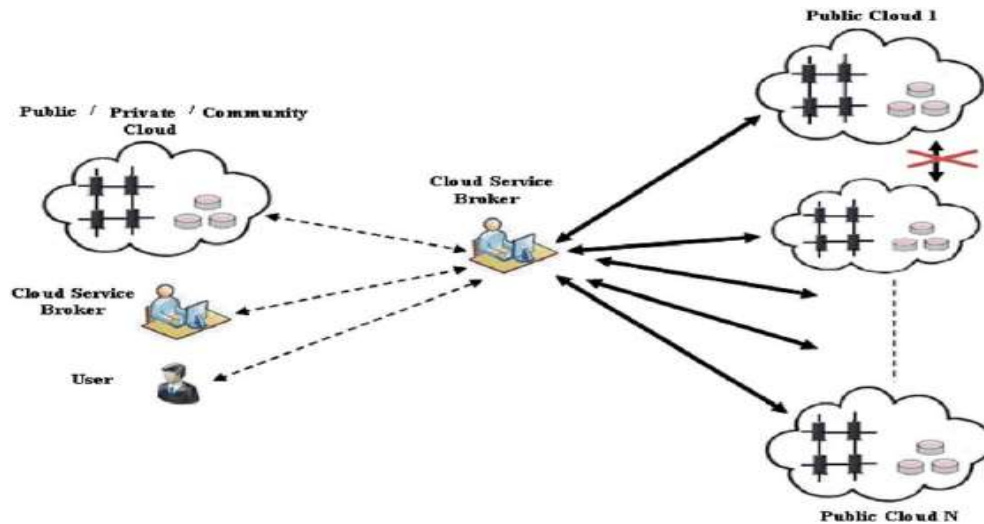 Public Cloud 1
Public / Private / Community
Cloud
Cloud Service
Broker
Cloud Service
Broker
User
Public Cloud N